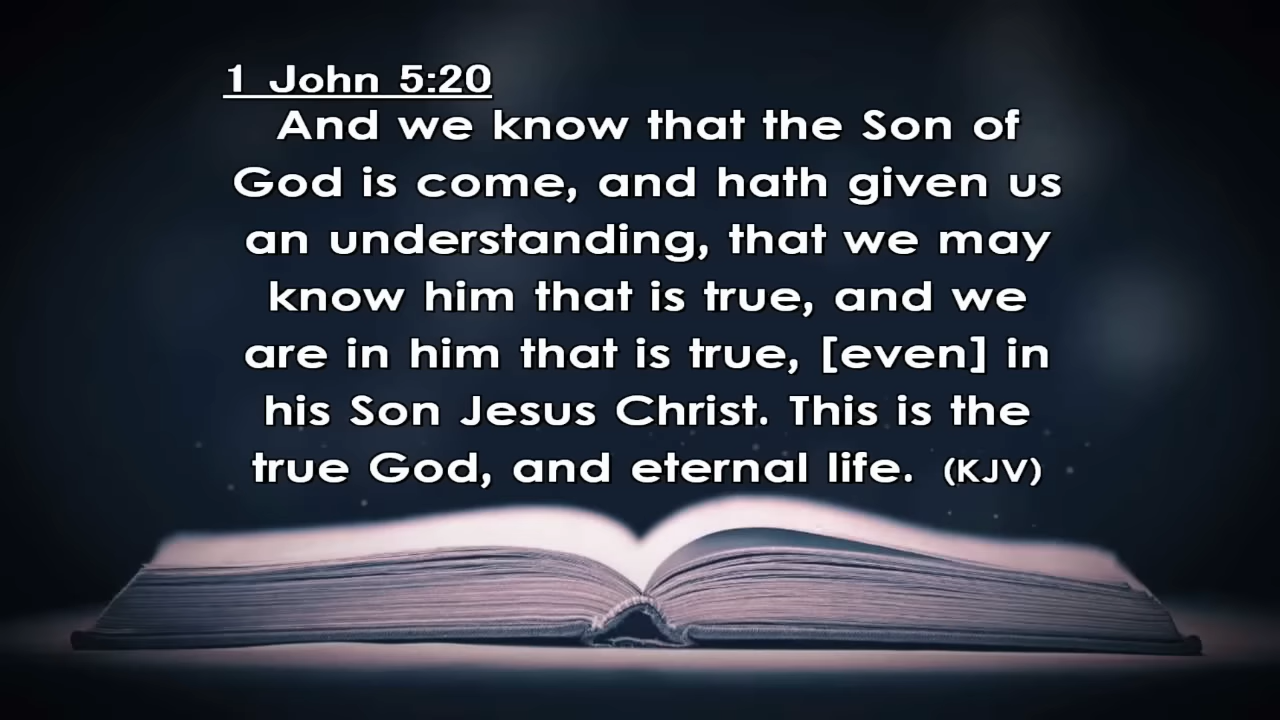 1 John 5:20
And we know that the Son of
God is come, and hath given us
an understanding, that we may
know him that is true, and we
are in him that is true, [even] in
his Son Jesus Christ. This is the
true God, and eternal life. (KJV)